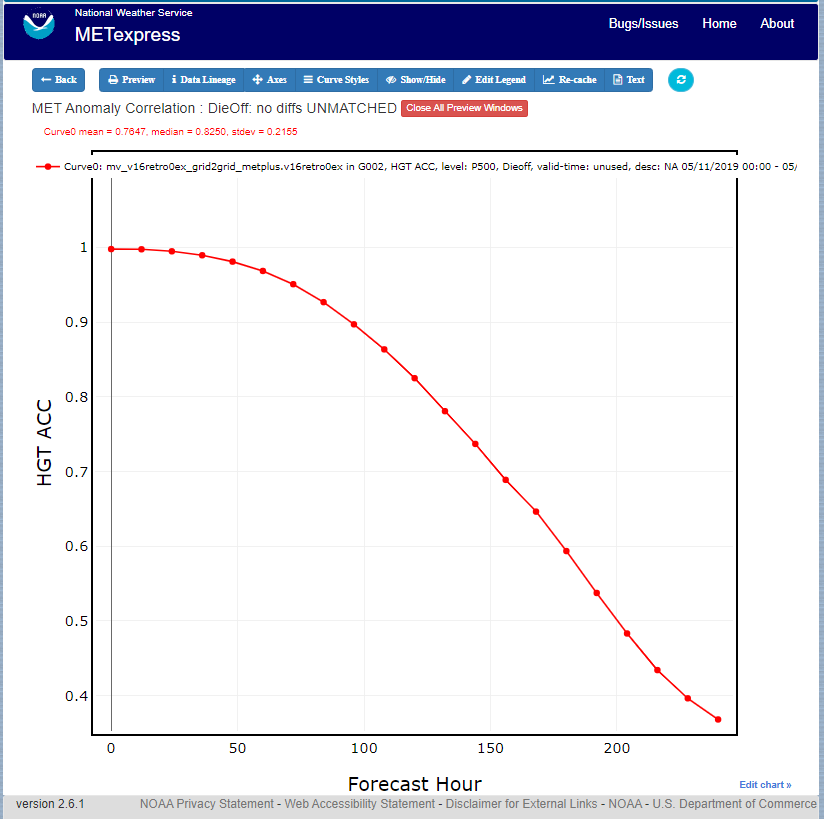 NOAA
National Weather Service
METexpress
Bugs/Issues Home About
Back Preview Data Lineage Axes Curve Styles Show/Hide Edit Legend Re-cache Text
MET Anomaly Correlation : DieOff: no diffs UNMATCHED Close All Preview Windows
Curve0 mean = 0.7647, median = 0.8250, stdev = 0.2155
Curve0: mv_v16retro0ex_grid2grid_metplus.v16retro0ex in G002, HGT ACC, level: P500, Dieoff, valid-time: unused, desc: NA 05/11/2019 00:00 - 05/
1
0.9
0.8
0.7
0.6
0.5
0.4
HGT ACC
0 50 100 150 200
Forecast Hour
Edit chart »
version 2.6.1 NOAA Privacy Statement - Web Accessibility Statement - Disclaimer for External Links - NOAA - U.S. Department of Commerce